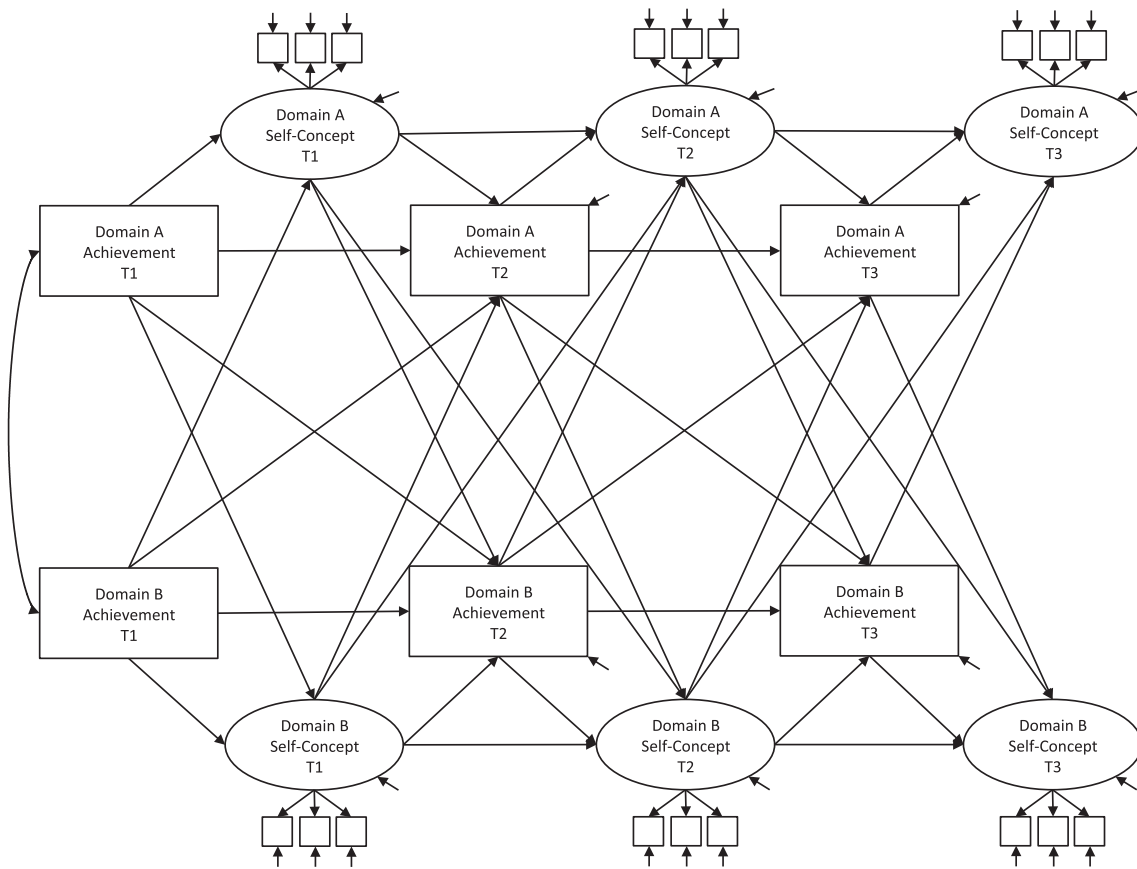 Domain A
Self-Concept
T1
Domain A
Self-Concept
T2
Domain A
Self-Concept
T3
Domain A
Achievement
T1
Domain A
Achievement
T2
Domain A
Achievement
T3
Domain B
Achievement
T1
Domain B
Achievement
T2
Domain B
Achievement
T3
Domain B
Self-Concept
T1
Domain B
Self-Concept
T2
Domain B
Self-Concept
T3